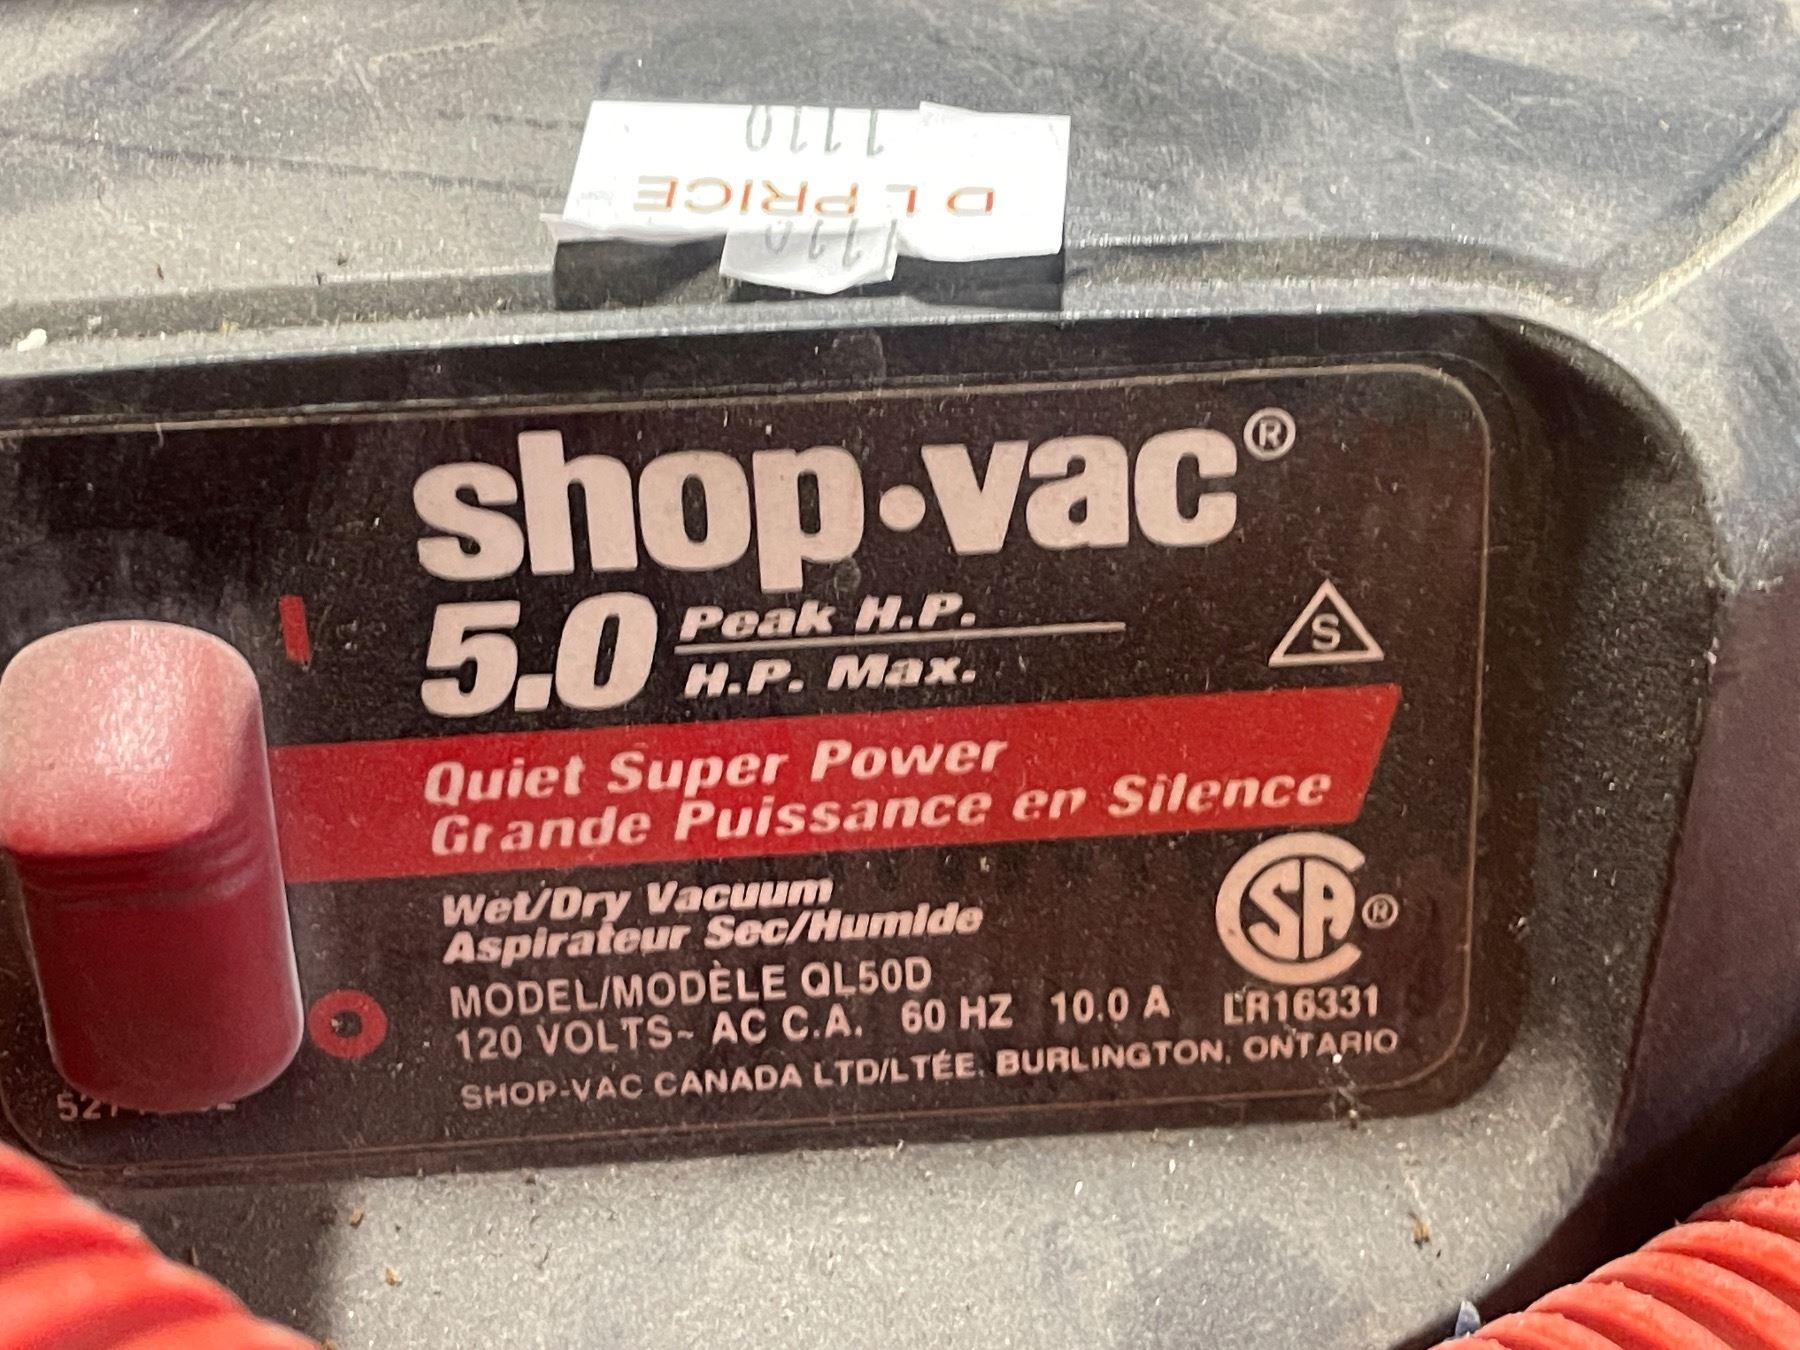 1110
D L PRICE
110
shop·vac®
5.0 Peak H.P.
H.P. Max.
S
Quiet Super Power
Grande Puissance en Silence
Wet/Dry Vacuum
Aspirateur Sec/Humide
MODEL/MODÈLE QL50D
120 VOLTS~ AC C.A. 60 HZ 10.0 A
CSA®
LR16331
SHOP-VAC CANADA LTD/LTÉE. BURLINGTON, ONTARIO